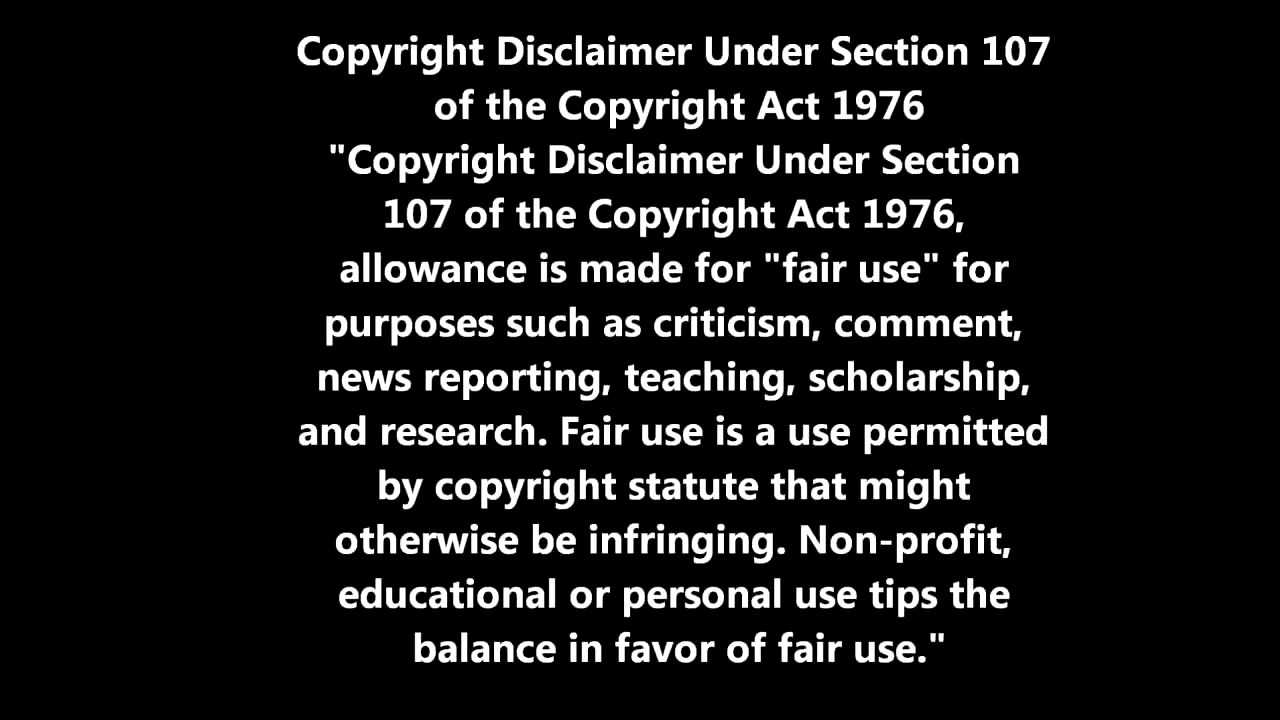 Copyright Disclaimer Under Section 107
of the Copyright Act 1976
"Copyright Disclaimer Under Section
107 of the Copyright Act 1976,
allowance is made for "fair use" for
purposes such as criticism, comment,
news reporting, teaching, scholarship,
and research. Fair use is a use permitted
by copyright statute that might
otherwise be infringing. Non-profit,
educational or personal use tips the
balance in favor of fair use."